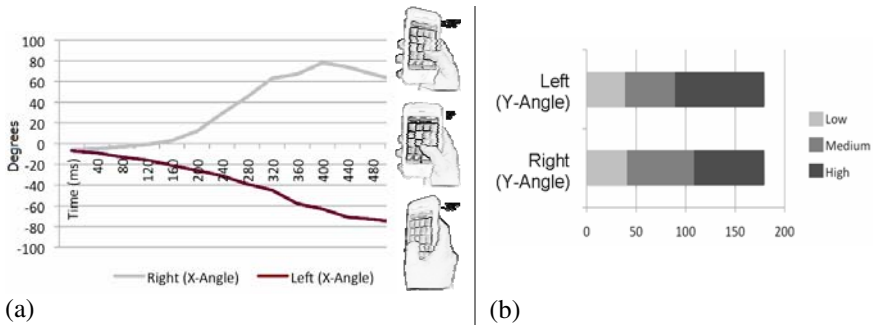 100
80
60
40
20
0
-20
-40
-60
-80
-100
Degrees
Time (ms)
40
80
120
160
200
240
280
320
360
400
440
480
Right (X-Angle)
Left (X-Angle)
(a)
Left
(Y-Angle)
Right
(Y-Angle)
0
50
100
150
200
Low
Medium
High
(b)